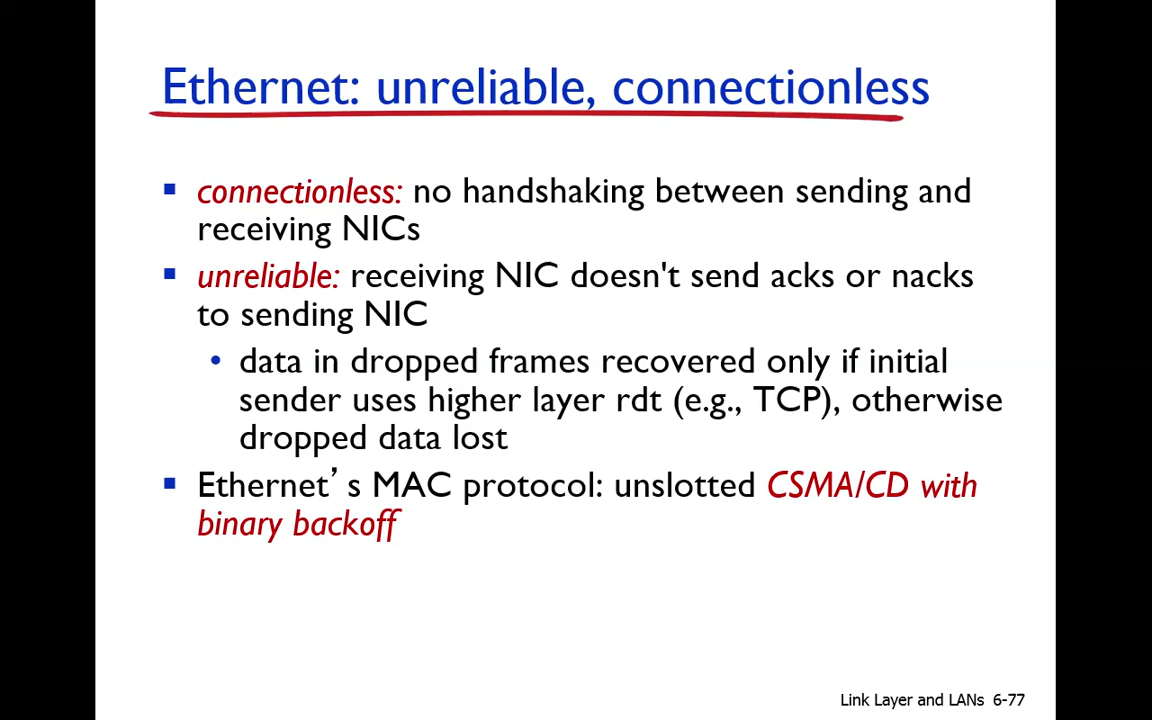 Ethernet: unreliable, connectionless
▪ connectionless: no handshaking between sending and
receiving NICs
▪ unreliable: receiving NIC doesn't send acks or nacks
to sending NIC
• data in dropped frames recovered only if initial
sender uses higher layer rdt (e.g., TCP), otherwise
dropped data lost
▪ Ethernet’s MAC protocol: unslotted CSMA/CD with
binary backoff
Link Layer and LANs 6-77